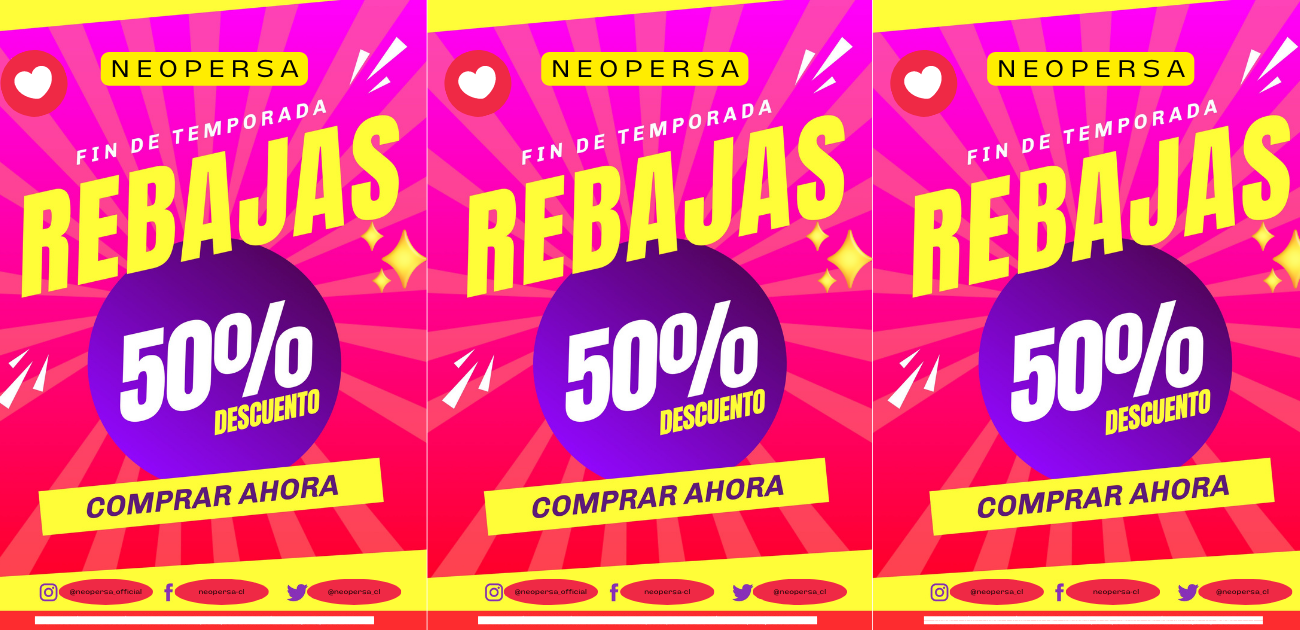 NEOPERSA
FIN DE TEMPORADA
REBAJAS
50%
DESCUENTO
COMPRAR AHORA
@neopersa_official neopersa-cl @neopersa_cl
NEOPERSA
FIN DE TEMPORADA
REBAJAS
50%
DESCUENTO
COMPRAR AHORA
@neopersa_official neopersa-cl @neopersa_cl
NEOPERSA
FIN DE TEMPORADA
REBAJAS
50%
DESCUENTO
COMPRAR AHORA
@neopersa_official neopersa-cl @neopersa_cl